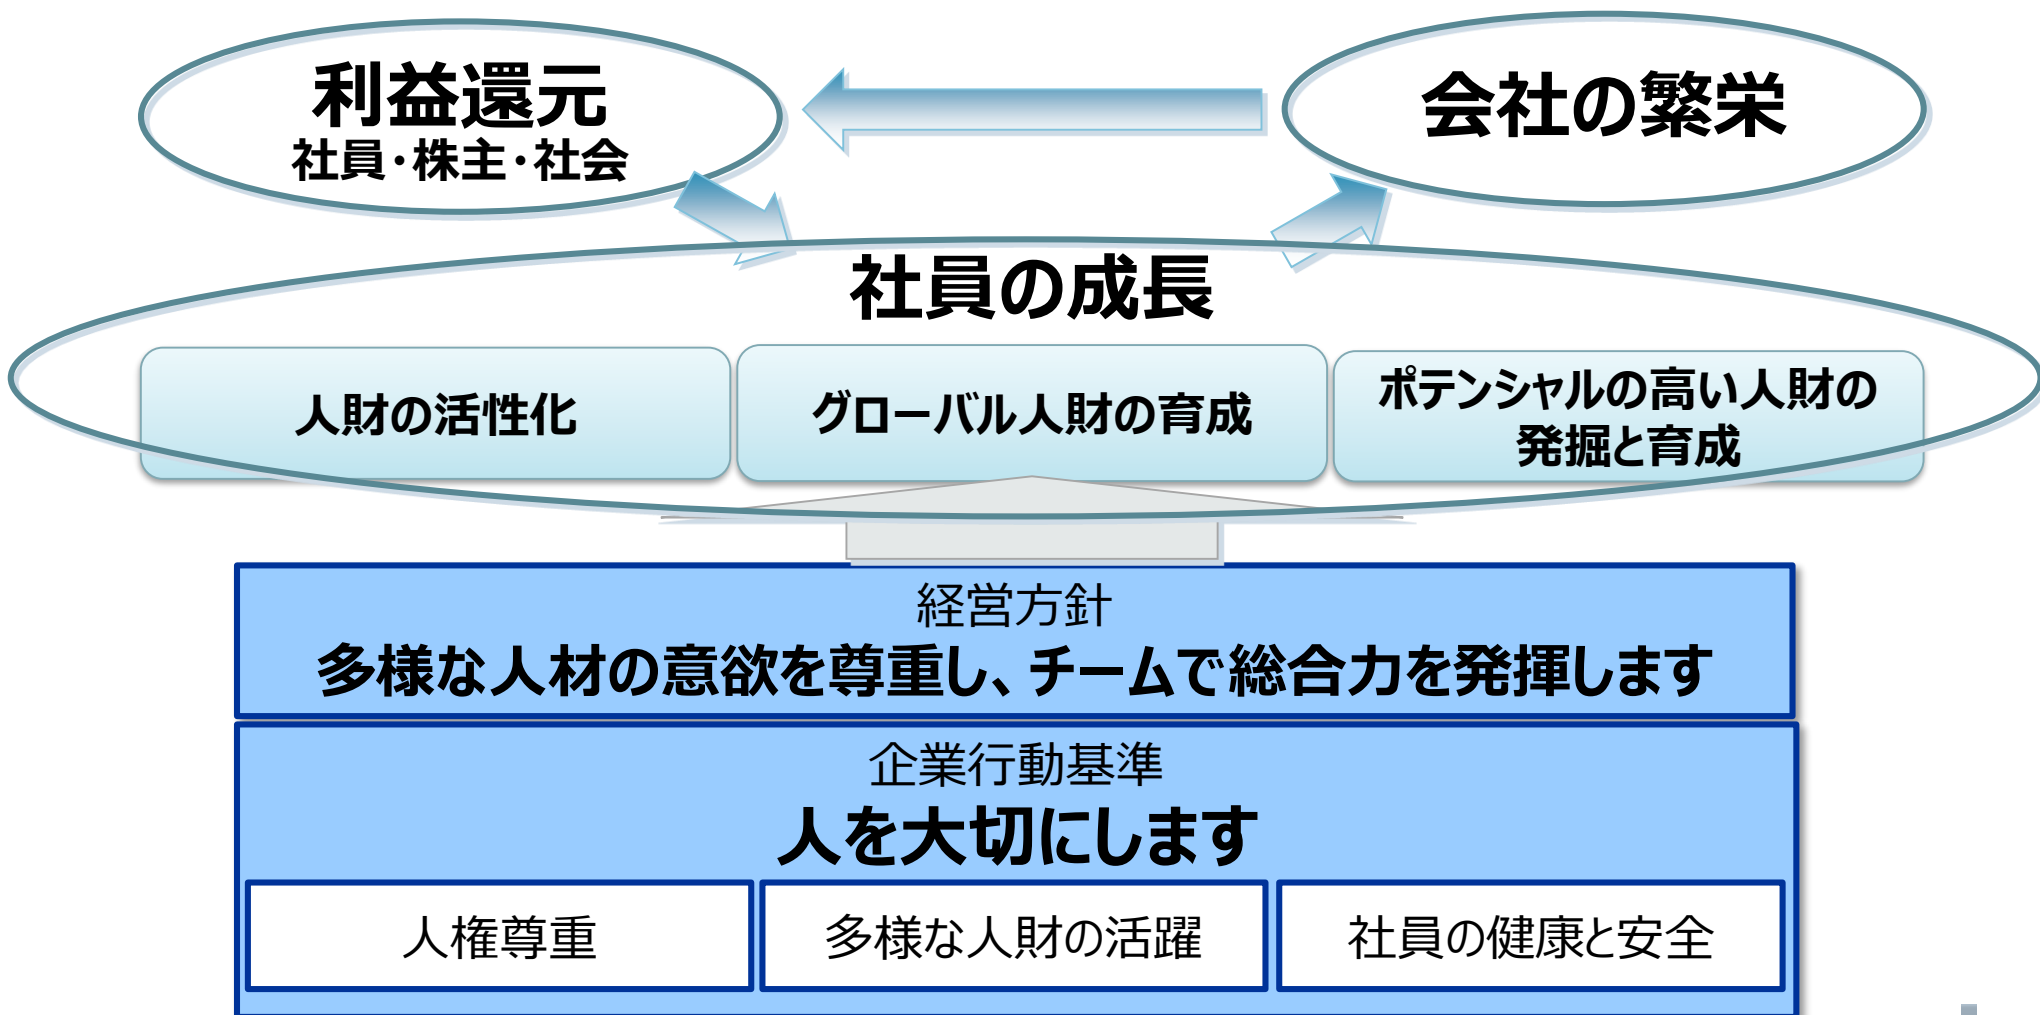 利益還元
社員・株主・社会
会社の繁栄
社員の成長
人財の活性化
グローバル人財の育成
ポテンシャルの高い人財の
発掘と育成
経営方針
多様な人材の意欲を尊重し、チームで総合力を発揮します
企業行動基準
人を大切にします
人権尊重
多様な人財の活躍
社員の健康と安全